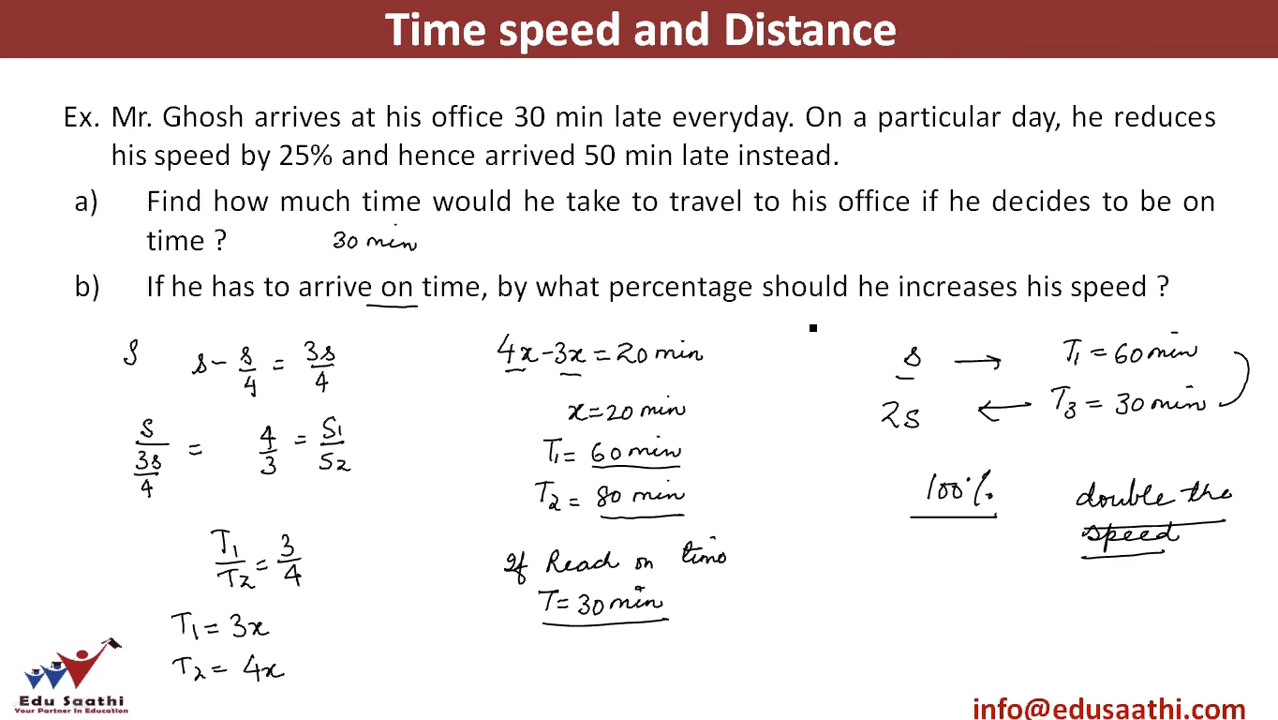 Time speed and Distance
Ex. Mr. Ghosh arrives at his office 30 min late everyday. On a particular day, he reduces
his speed by 25% and hence arrived 50 min late instead.
a) Find how much time would he take to travel to his office if he decides to be on
time ? 30 min
b) If he has to arrive on time, by what percentage should he increases his speed ?
S
s - s/4 = 3s/4
s/(3s/4) = 4/3 = S1/S2
T1/T2 = 3/4
T1 = 3x
T2 = 4x
4x - 3x = 20 min
x = 20 min
T1 = 60 min
T2 = 80 min
If Reach on time
T = 30 min
s → T1 = 60 min
2s ← T3 = 30 min
100%
double the
speed
Edu Saathi
Your Partner In Education
info@edusaathi.com